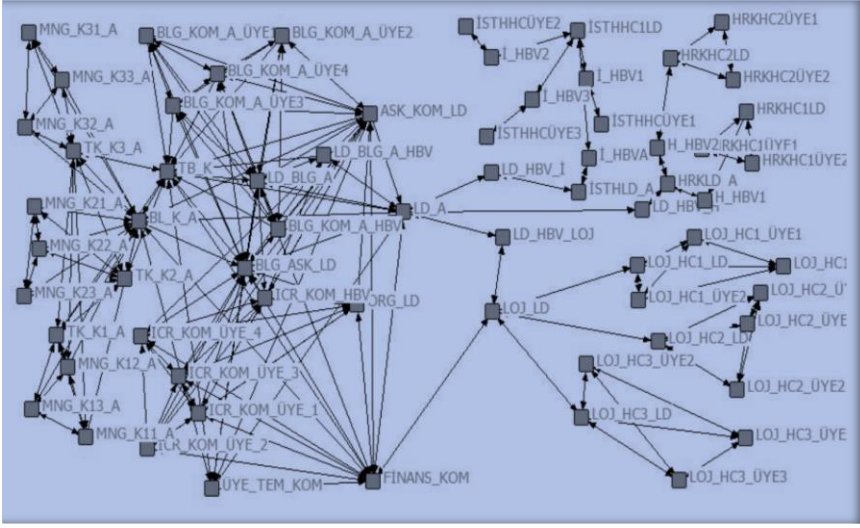 MNG_K31_A
BLG_KOM_A_ÜYE1
BLG_KOM_A_ÜYE2
İSTHHCÜYE2
İSTHHC1LD
HRKHC2ÜYE1
İ_HBV2
HRKHC2LD
MNG_K33_A
BLG_KOM_A_ÜYE4
İ_HBV1
HRKHC2ÜYE2
BLG_KOM_A_ÜYE3
İ_HBV3
ASK_KOM_LD
HRKHC1LD
MNG_K32_A
İSTHHCÜYE1
İSTHHCÜYE3
TK_K3_A
LD_BLG_A_HBV
İ_HBVA
H_HBV2
HRKHC1ÜYE2
TB_K
LD_BLG_A
LD_HBV_İ
İSTHLD_A
HRKLD_A
H_HBV1
MNG_K21_A
BL_K_A
LD_A
BLG_KOM_A_HBV
LD_HBV_LOJ
LOJ_HC1_ÜYE1
MNG_K22_A
TK_K2_A
BLG_ASK_LD
LOJ_HC1_LD
LOJ_HC1
MNG_K23_A
ICR_KOM_HBV
ORG_LD
LOJ_HC1_ÜYE2
LOJ_LD
TK_K1_A
ICR_KOM_ÜYE_4
LOJ_HC2_ÜYE
LOJ_HC2_LD
MNG_K12_A
ICR_KOM_ÜYE_3
LOJ_HC3_ÜYE2
LOJ_HC2_ÜYE2
MNG_K13_A
ICR_KOM_ÜYE_1
LOJ_HC3_LD
MNG_K11_A
ICR_KOM_ÜYE_2
LOJ_HC3_ÜYE
ÜYE_TEM_KOM
FİNANS_KOM
LOJ_HC3_ÜYE3